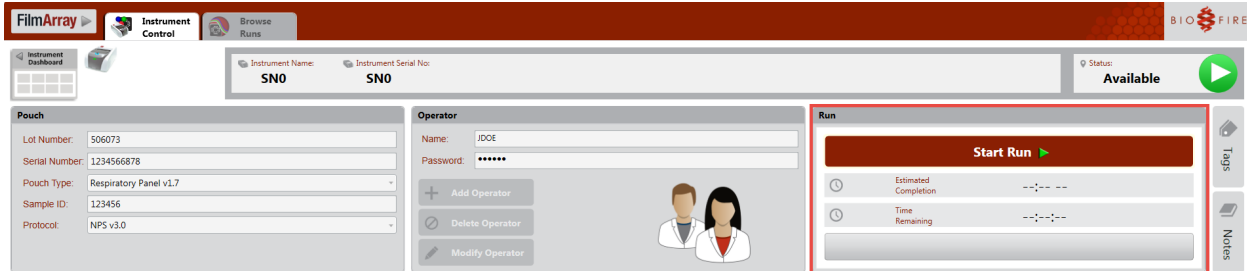 FilmArray
Instrument
Control
Browse
Runs
BIO FIRE
Instrument
Dashboard
Instrument Name:
SN0
Instrument Serial No:
SN0
Status:
Available
Pouch
Lot Number: 506073
Serial Number: 1234566878
Pouch Type: Respiratory Panel v1.7
Sample ID: 123456
Protocol: NPS v3.0
Operator
Name: JDOE
Password: ••••••
Add Operator
Delete Operator
Modify Operator
Run
Start Run
Estimated
Completion
--:-- --
Time
Remaining
--:--:--
Tags
Notes